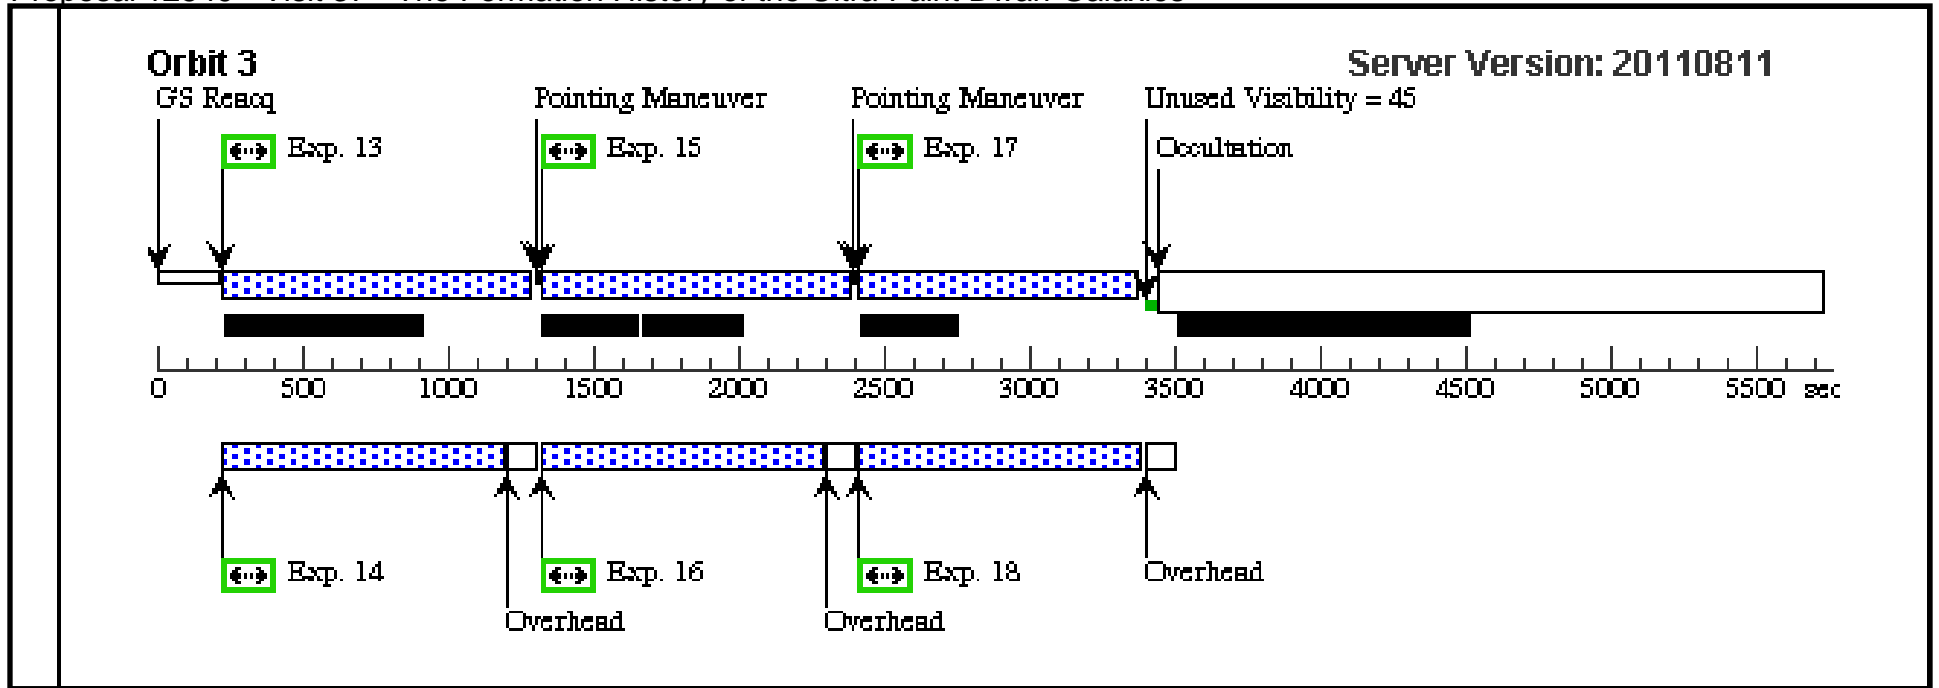 Orbit 3
Server Version: 20110811
GS Reacq Pointing Maneuver Pointing Maneuver Unused Visibility = 45
Exp. 13 Exp. 15 Exp. 17 Occultation
0 500 1000 1500 2000 2500 3000 3500 4000 4500 5000 5500 sec
Exp. 14 Exp. 16 Exp. 18 Overhead
Overhead Overhead